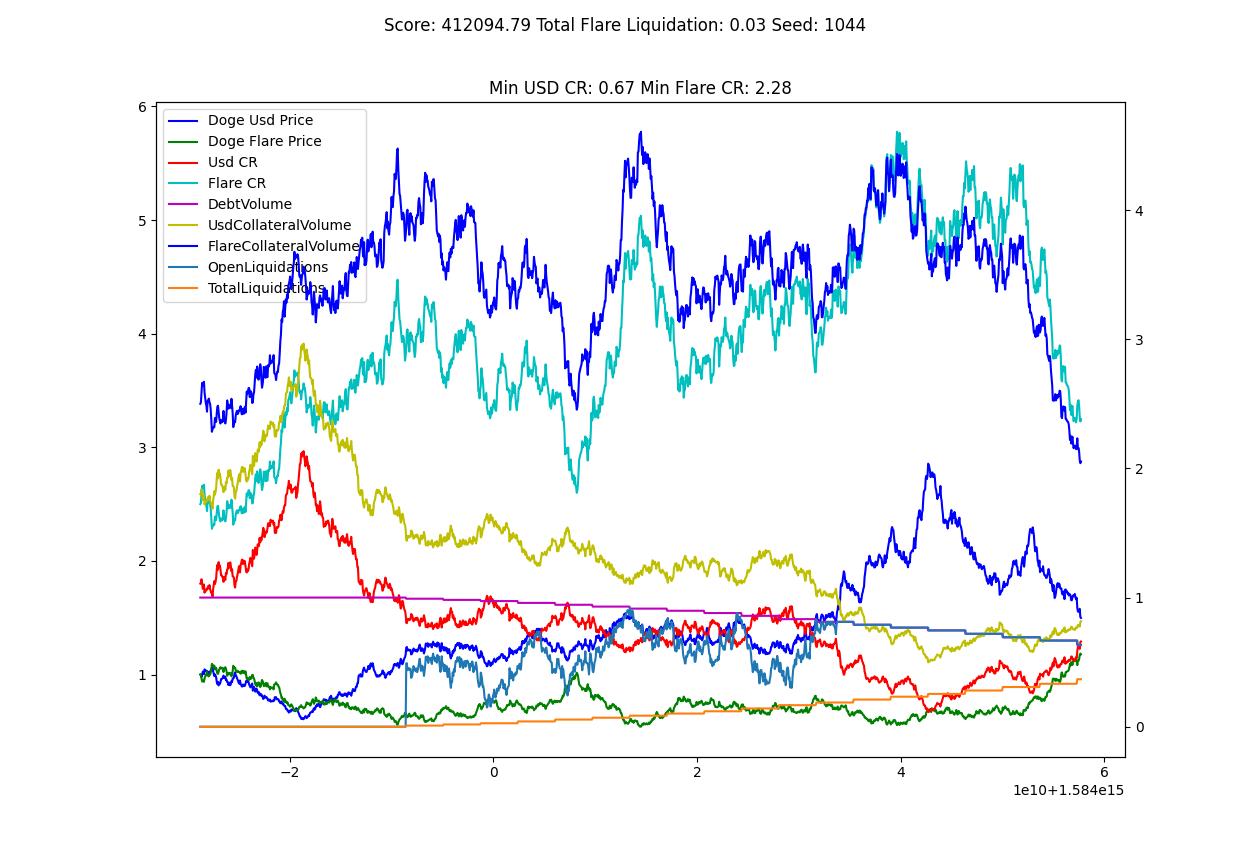 Score: 412094.79 Total Flare Liquidation: 0.03 Seed: 1044
Min USD CR: 0.67 Min Flare CR: 2.28
Doge Usd Price
Doge Flare Price
Usd CR
Flare CR
DebtVolume
UsdCollateralVolume
FlareCollateralVolume
OpenLiquidations
TotalLiquidations
6
5
4
3
2
1
4
3
2
1
0
−2
0
2
4
6
1e10+1.584e15